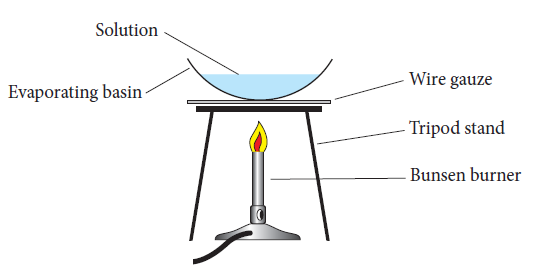 Solution
Evaporating basin
Wire gauze
Tripod stand
Bunsen burner